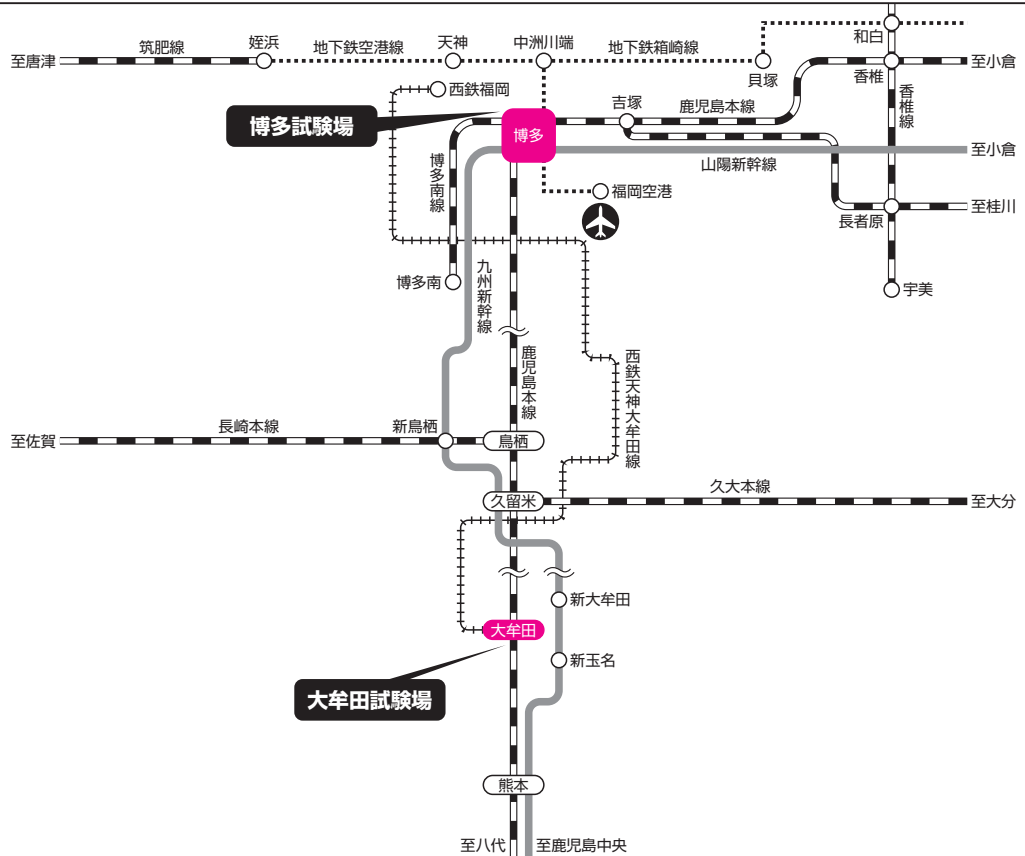 和白
至唐津
筑肥線
姪浜
地下鉄空港線
天神
中洲川端
地下鉄箱崎線
貝塚
香椎
至小倉
西鉄福岡
香椎線
博多試験場
博多
吉塚
鹿児島本線
博多南線
山陽新幹線
至小倉
福岡空港
長者原
至桂川
博多南
九州新幹線
宇美
鹿児島本線
西鉄天神大牟田線
至佐賀
長崎本線
新鳥栖
鳥栖
久留米
久大本線
至大分
新大牟田
大牟田
新玉名
大牟田試験場
熊本
至八代
至鹿児島中央